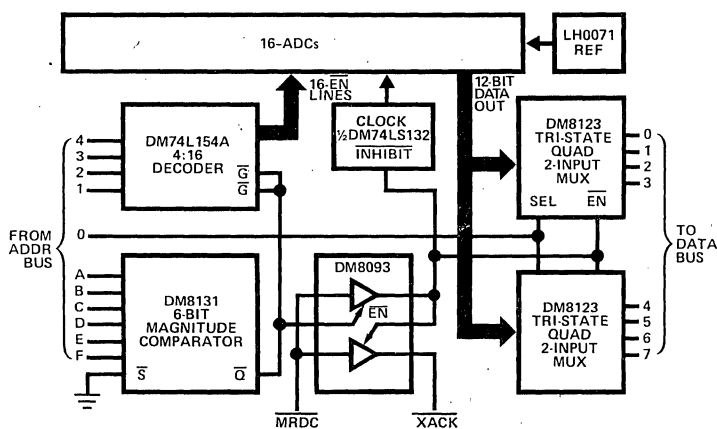 16-ADCs
LH0071
REF
16-EN
LINES
12-BIT
DATA
OUT
CLOCK
½DM74LS132
INHIBIT
DM74L154A
4:16
DECODER
G
G
4
3
2
1
0
FROM
ADDR
BUS
A
B
C
D
E
F
DM8131
6-BIT
MAGNITUDE
COMPARATOR
S
Q
DM8093
EN
MRDC
XACK
DM8123
TRI-STATE
QUAD
2-INPUT
MUX
SEL
EN
0
1
2
3
TO
DATA
BUS
DM8123
TRI-STATE
QUAD
2-INPUT
MUX
4
5
6
7